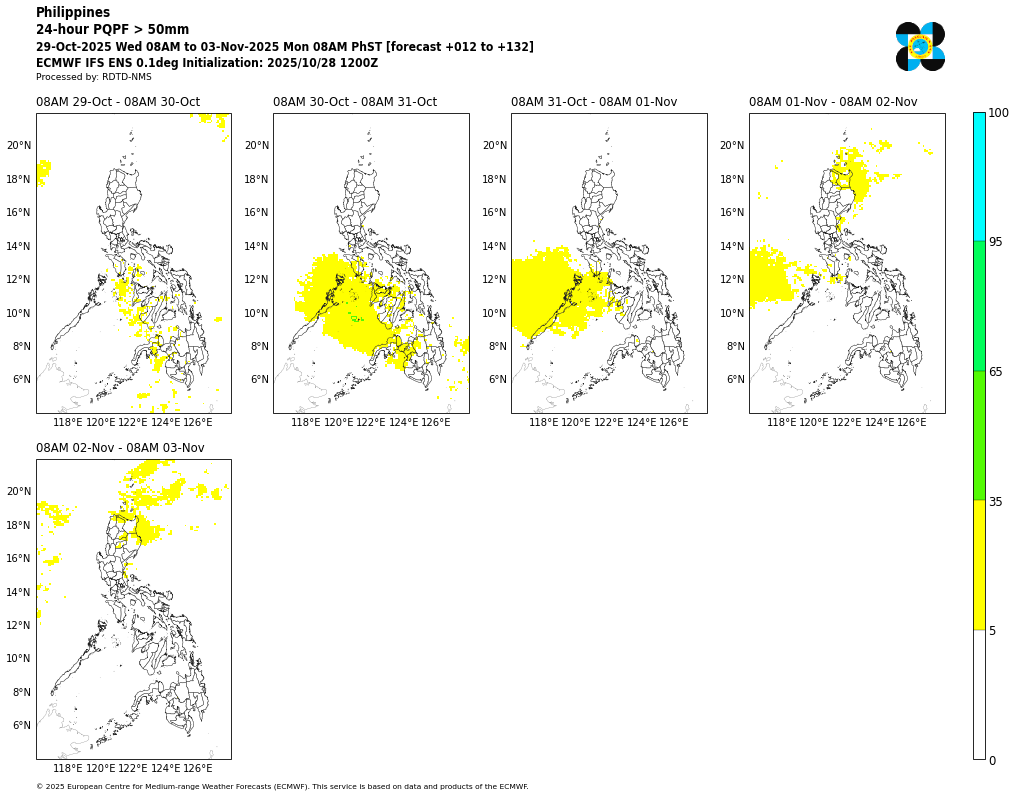 Philippines
24-hour PQPF > 50mm
29-Oct-2025 Wed 08AM to 03-Nov-2025 Mon 08AM PhST [forecast +012 to +132]
ECMWF IFS ENS 0.1deg Initialization: 2025/10/28 1200Z
Processed by: RDTD-NMS
08AM 29-Oct - 08AM 30-Oct
08AM 30-Oct - 08AM 31-Oct
08AM 31-Oct - 08AM 01-Nov
08AM 01-Nov - 08AM 02-Nov
20°N 20°N 20°N 20°N
18°N 18°N 18°N 18°N
16°N 16°N 16°N 16°N
14°N 14°N 14°N 14°N
12°N 12°N 12°N 12°N
10°N 10°N 10°N 10°N
8°N 8°N 8°N 8°N
6°N 6°N 6°N 6°N
118°E 120°E 122°E 124°E 126°E 118°E 120°E 122°E 124°E 126°E 118°E 120°E 122°E 124°E 126°E 118°E 120°E 122°E 124°E 126°E
100
95
65
35
5
0
08AM 02-Nov - 08AM 03-Nov
20°N
18°N
16°N
14°N
12°N
10°N
8°N
6°N
118°E 120°E 122°E 124°E 126°E
© 2025 European Centre for Medium-range Weather Forecasts (ECMWF). This service is based on data and products of the ECMWF.